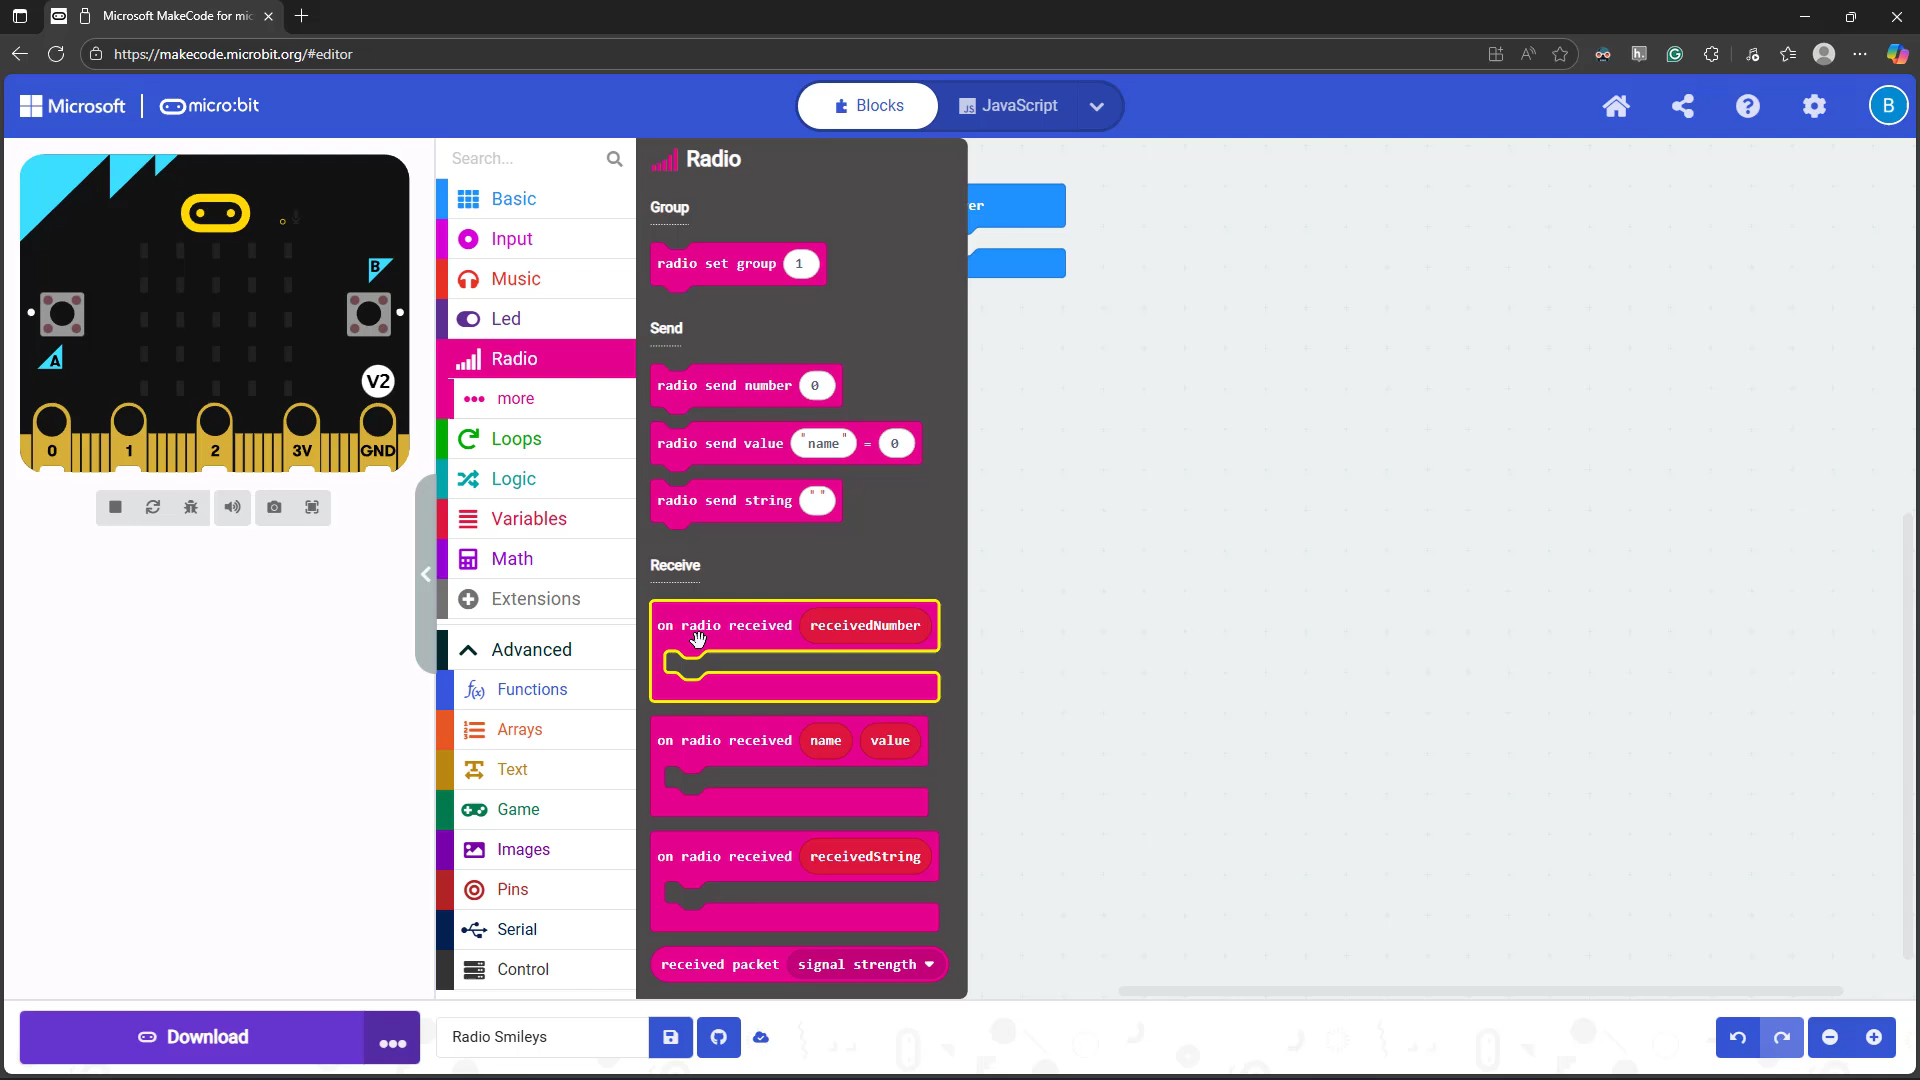 Microsoft MakeCode for mic
https://makecode.microbit.org/#editor
Microsoft
micro:bit
Blocks
JS
JavaScript
B
B
A
V2
0
1
2
3V
GND
Search...
Basic
Input
Music
Led
Radio
more
Loops
Logic
Variables
Math
Extensions
Advanced
Functions
Arrays
Text
Game
Images
Pins
Serial
Control
Radio
Group
radio set group 1
Send
radio send number 0
radio send value "name" = 0
radio send string " "
Receive
on radio received receivedNumber
on radio received name value
on radio received receivedString
received packet signal strength
er
Download
Radio Smileys